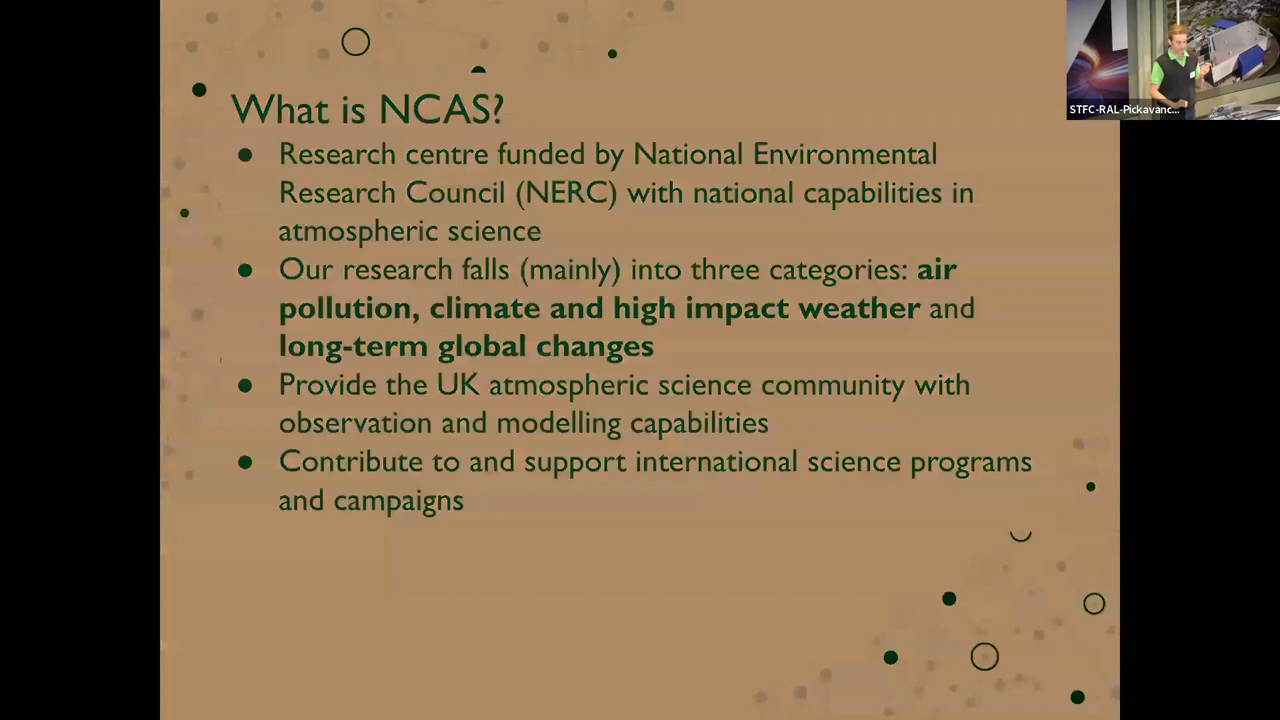 What is NCAS?
● Research centre funded by National Environmental
Research Council (NERC) with national capabilities in
atmospheric science
● Our research falls (mainly) into three categories: air
pollution, climate and high impact weather and
long-term global changes
● Provide the UK atmospheric science community with
observation and modelling capabilities
● Contribute to and support international science programs
and campaigns
STFC-RAL-Pickavanc...